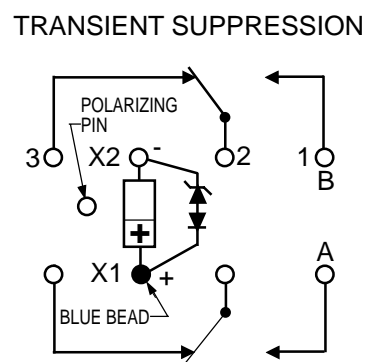 TRANSIENT SUPPRESSION
POLARIZING
PIN
3 X2 - 2 1
B
+
A
X1 +
BLUE BEAD